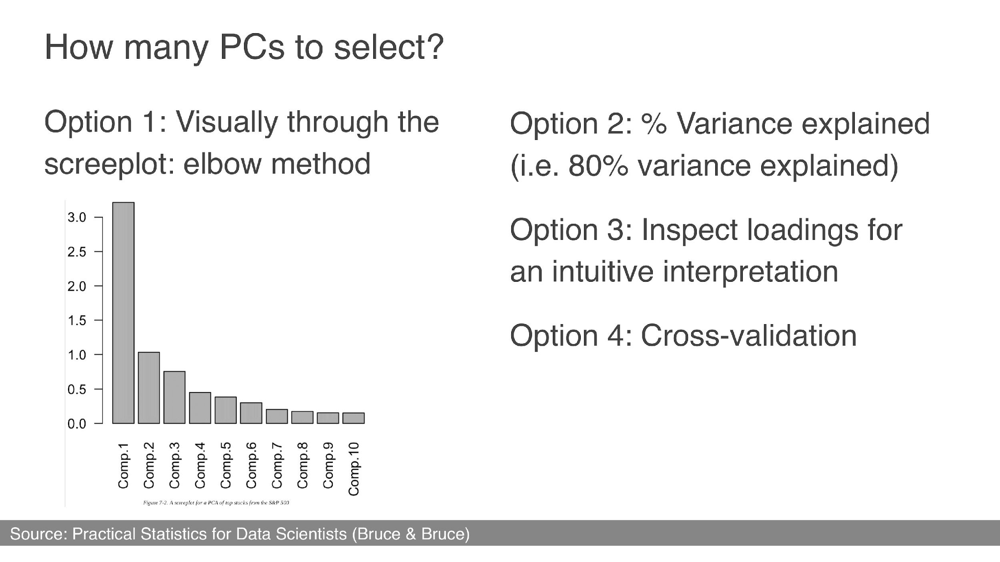 How many PCs to select?
Option 1: Visually through the
screeplot: elbow method
3.0
2.5
2.0
1.5
1.0
0.5
0.0
Comp.1
Comp.2
Comp.3
Comp.4
Comp.5
Comp.6
Comp.7
Comp.8
Comp.9
Comp.10
Figure 7-2. A screeplot for a PCA of top stocks from the S&P 500
Option 2: % Variance explained
(i.e. 80% variance explained)
Option 3: Inspect loadings for
an intuitive interpretation
Option 4: Cross-validation
Source: Practical Statistics for Data Scientists (Bruce & Bruce)